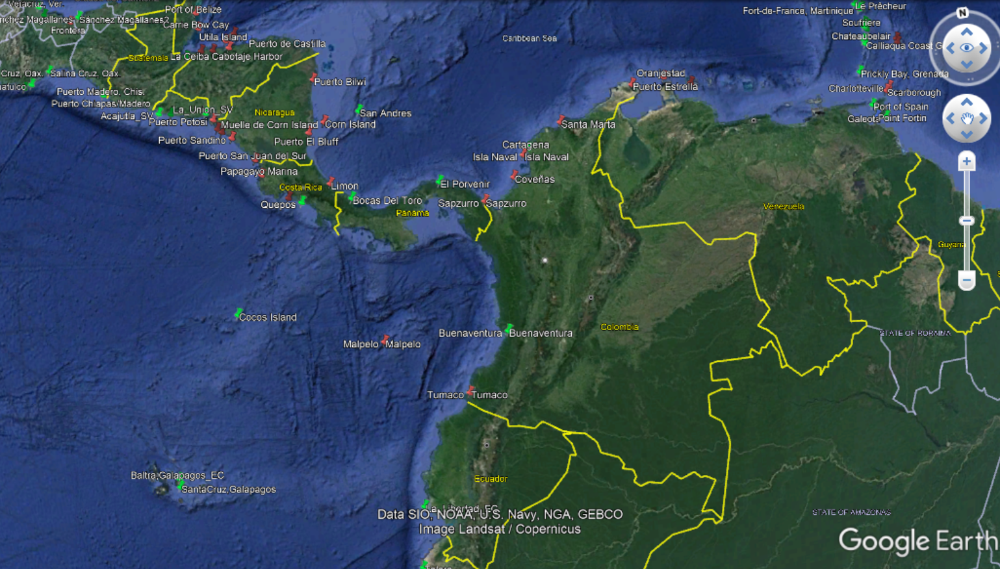 Veracruz, Ver.
Port of Belize
Le Prêcheur
Fort-de-France, Martinique
Sánchez Magallanes2
Carrie Bow Cay
Soufriere
Frontera
Utila Island
Caribbean Sea
Chateaubelair
Puerto de Castilla
Calliaqua Coast G
Guatemala
La Ceiba Cabotaje Harbor
Cruz, Oax.
Salina Cruz, Oax.
Oranjestad
Prickly Bay, Grenada
Puerto Bilwi
Puerto Estrella
Charlotteville
Scarborough
Puerto Madero, Chis.
Puerto Chiapas/Madero
La_Union_SV
Nicaragua
San Andres
Port of Spain
Acajutla_SV
Puerto Potosi
Muelle de Corn Island
Corn Island
Santa Marta
Galeota
Point Fortin
Puerto Sandino
Puerto El Bluff
Cartagena
Puerto San Juan del Sur
Isla Naval
Isla Naval
Papagayo Marina
Coveñas
Costa Rica
Limon
El Porvenir
Quepos
Bocas Del Toro
Sapzurro
Sapzurro
Panama
Venezuela
Guyana
Cocos Island
Colombia
Buenaventura
Buenaventura
STATE OF RORAIMA
Malpelo
Malpelo
Tumaco
Tumaco
Baltra,Galapagos_EC
Ecuador
SantaCruz,Galapagos
La_Libertad_EC
Data SIO, NOAA, U.S. Navy, NGA, GEBCO
STATE OF AMAZONAS
Image Landsat / Copernicus
Google Earth
Talara
N